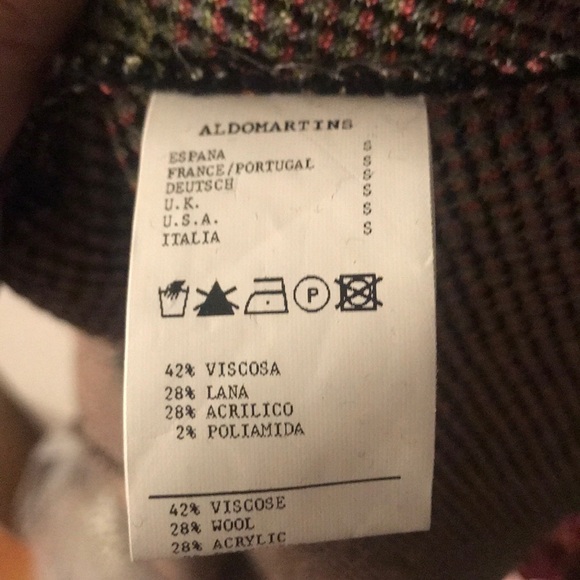 ALDOMARTINS
ESPANA S
FRANCE/PORTUGAL S
DEUTSCH S
U.K. S
U.S.A. S
ITALIA S
P
42% VISCOSA
28% LANA
28% ACRILICO
2% POLIAMIDA
42% VISCOSE
28% WOOL
28% ACRYLIC